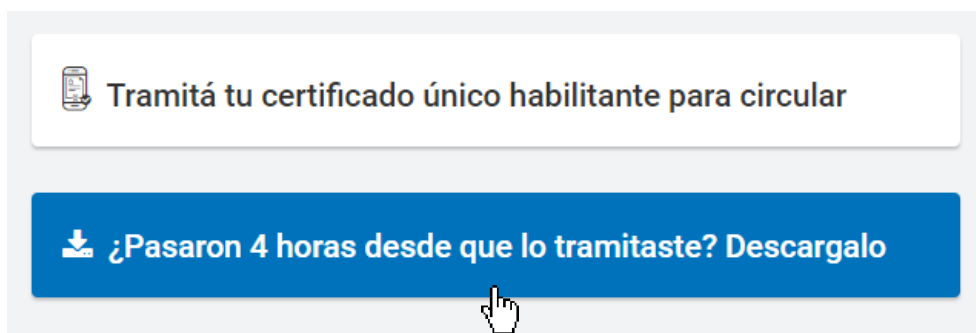 Tramitá tu certificado único habilitante para circular
¿Pasaron 4 horas desde que lo tramitaste? Descargalo